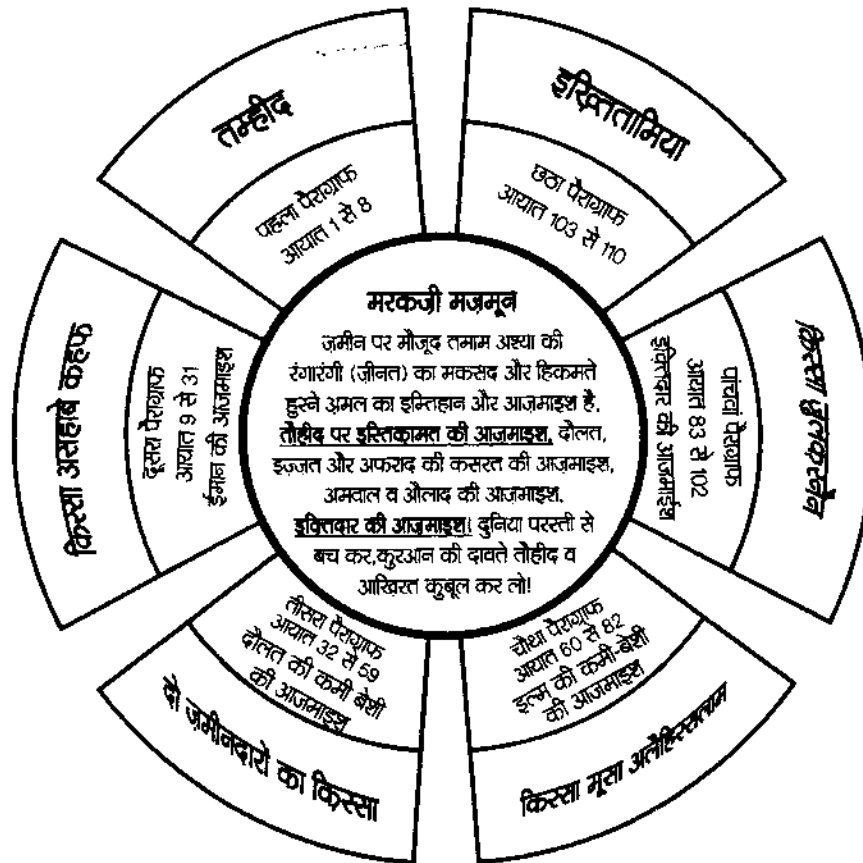 तम्हीद
पहला पैराग्राफ
आयात 1 से 8
इख़्तितामिया
छठा पैराग्राफ
आयात 103 से 110
मरकज़ी मज़मून
ज़मीन पर मौजूद तमाम अश्या की
रंगारंगी (ज़ीनत) का मकसद और हिकमते
हुस्ने अमल का इम्तिहान और आज़माइश है,
तौहीद पर इस्तिकामत की आज़माइश, दौलत,
इज़्ज़त और अफराद की कसरत की आज़माइश,
अमवाल व औलाद की आज़माइश,
इक्तिदार की आज़माइश! दुनिया परस्ती से
बच कर,कुरआन की दावते तौहीद व
आख़िरत कुबूल कर लो!
किस्सा असहाबे कहफ
दूसरा पैराग्राफ
आयात 9 से 31
ईमान की आज़माइश
किस्सा ज़ुलकरनैन
पांचवां पैराग्राफ
आयात 83 से 102
इक्तिदार की आज़माइश
तीसरा पैराग्राफ
आयात 32 से 59
दौलत की कमी बेशी
की आज़माइश
दो ज़मीनदारों का किस्सा
चौथा पैराग्राफ
आयात 60 से 82
इल्म की कमी-बेशी
की आज़माइश
किस्सा मूसा अलैहिस्सलाम